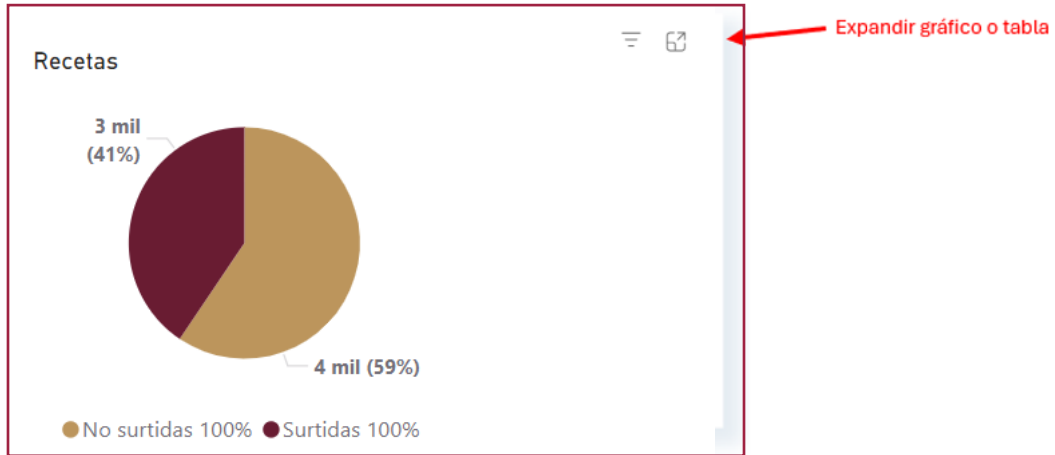 Expandir gráfico o tabla
Recetas
3 mil
(41%)
4 mil (59%)
No surtidas 100% Surtidas 100%